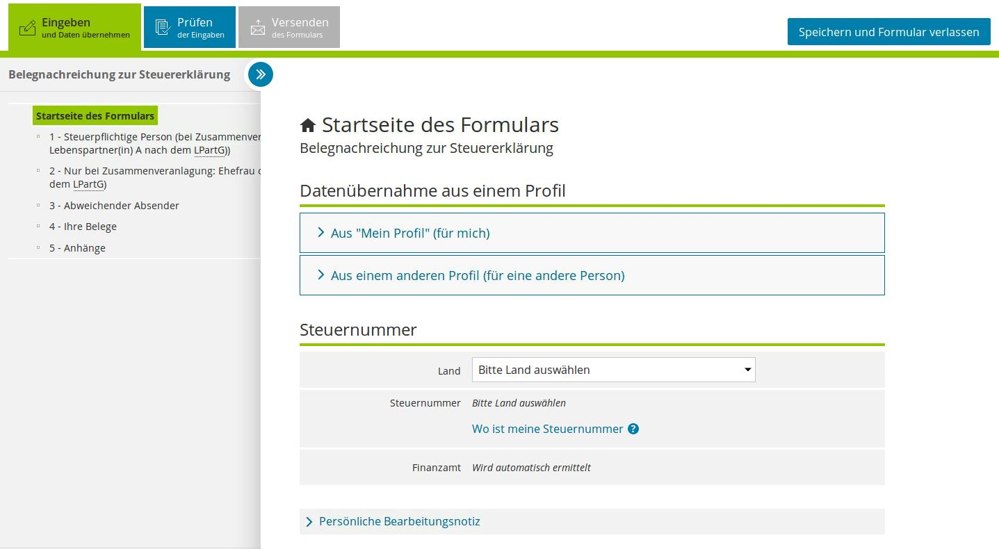 Eingeben
und Daten übernehmen
Prüfen
der Eingaben
Versenden
des Formulars
Speichern und Formular verlassen
Belegnachreichung zur Steuererklärung
Startseite des Formulars
1 - Steuerpflichtige Person (bei
Lebenspartner(in) A nach dem LPartG))
2 - Nur bei Zusammenveranlagung: Ehefrau
dem LPartG)
3 - Abweichender Absender
4 - Ihre Belege
5 - Anhänge
Startseite des Formulars
Belegnachreichung zur Steuererklärung
Datenübernahme aus einem Profil
Aus "Mein Profil" (für mich)
Aus einem anderen Profil (für eine andere Person)
Steuernummer
Land
Bitte Land auswählen
Steuernummer
Bitte Land auswählen
Wo ist meine Steuernummer ?
Finanzamt
Wird automatisch ermittelt
Persönliche Bearbeitungsnotiz